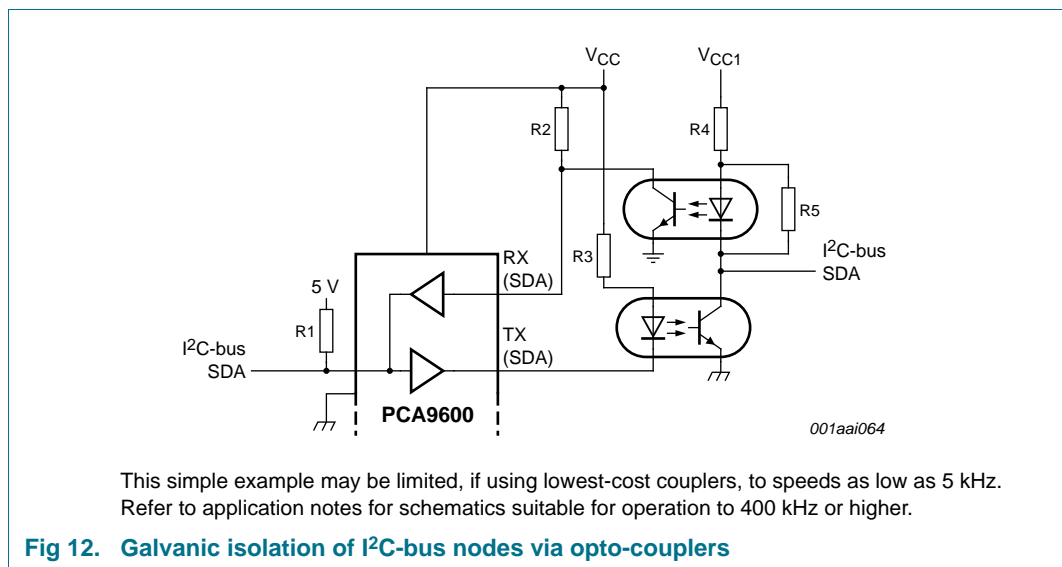 VCC
VCC1
R2
R4
R5
R3
I2C-bus
SDA
RX
(SDA)
5 V
R1
TX
(SDA)
I2C-bus
SDA
PCA9600
001aai064
This simple example may be limited, if using lowest-cost couplers, to speeds as low as 5 kHz.
Refer to application notes for schematics suitable for operation to 400 kHz or higher.
Fig 12. Galvanic isolation of I2C-bus nodes via opto-couplers